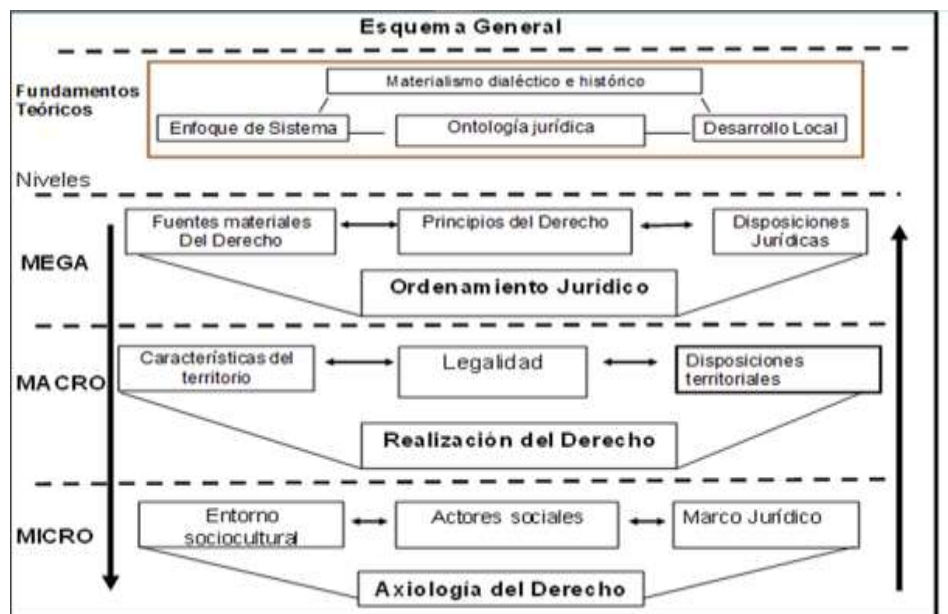 Esquema General
Fundamentos
Teóricos
Materialismo dialéctico e histórico
Enfoque de Sistema
Ontología jurídica
Desarrollo Local
Niveles
MEGA
Fuentes materiales
Del Derecho
Principios del Derecho
Disposiciones
Jurídicas
Ordenamiento Jurídico
MACRO
Características del
territorio
Legalidad
Disposiciones
territoriales
Realización del Derecho
MICRO
Entorno
sociocultural
Actores sociales
Marco Jurídico
Axiología del Derecho